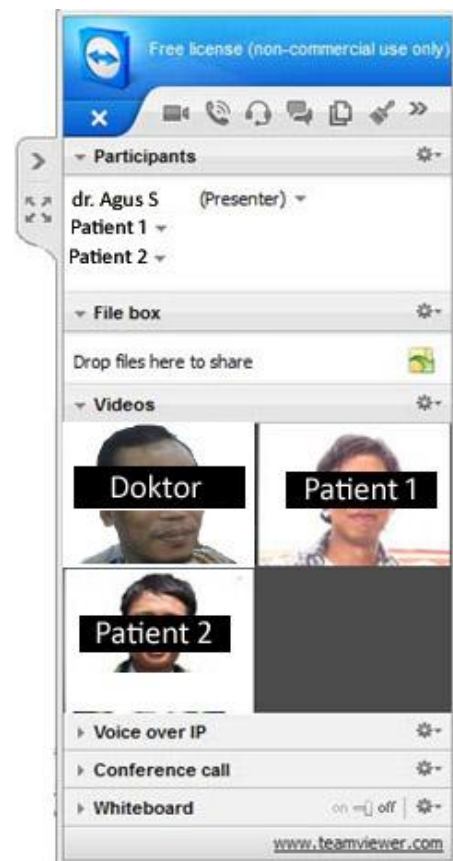 Free license (non-commercial use only)
Participants
dr. Agus S (Presenter)
Patient 1
Patient 2
File box
Drop files here to share
Videos
Doktor Patient 1
Patient 2
Voice over IP
Conference call
Whiteboard on off
www.teamviewer.com